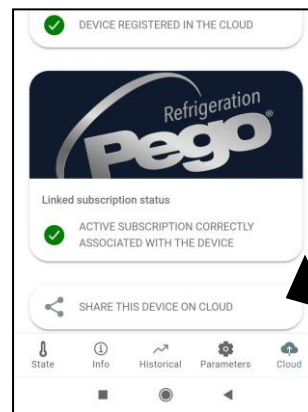 DEVICE REGISTERED IN THE CLOUD
Refrigeration
Pego
Linked subscription status
ACTIVE SUBSCRIPTION CORRECTLY
ASSOCIATED WITH THE DEVICE
SHARE THIS DEVICE ON CLOUD
State Info Historical Parameters Cloud